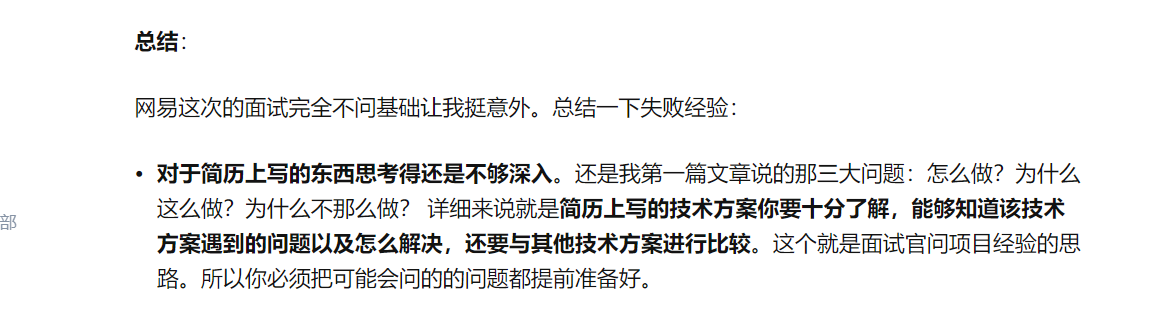 总结：
网易这次的面试完全不问基础让我挺意外。总结一下失败经验：
• 对于简历上写的东西思考得还是不够深入。还是我第一篇文章说的那三大问题：怎么做？为什么
这么做？为什么不那么做？ 详细来说就是简历上写的技术方案你要十分了解，能够知道该技术
部
方案遇到的问题以及怎么解决，还要与其他技术方案进行比较。这个就是面试官问项目经验的思
路。所以你必须把可能会问的的问题都提前准备好。